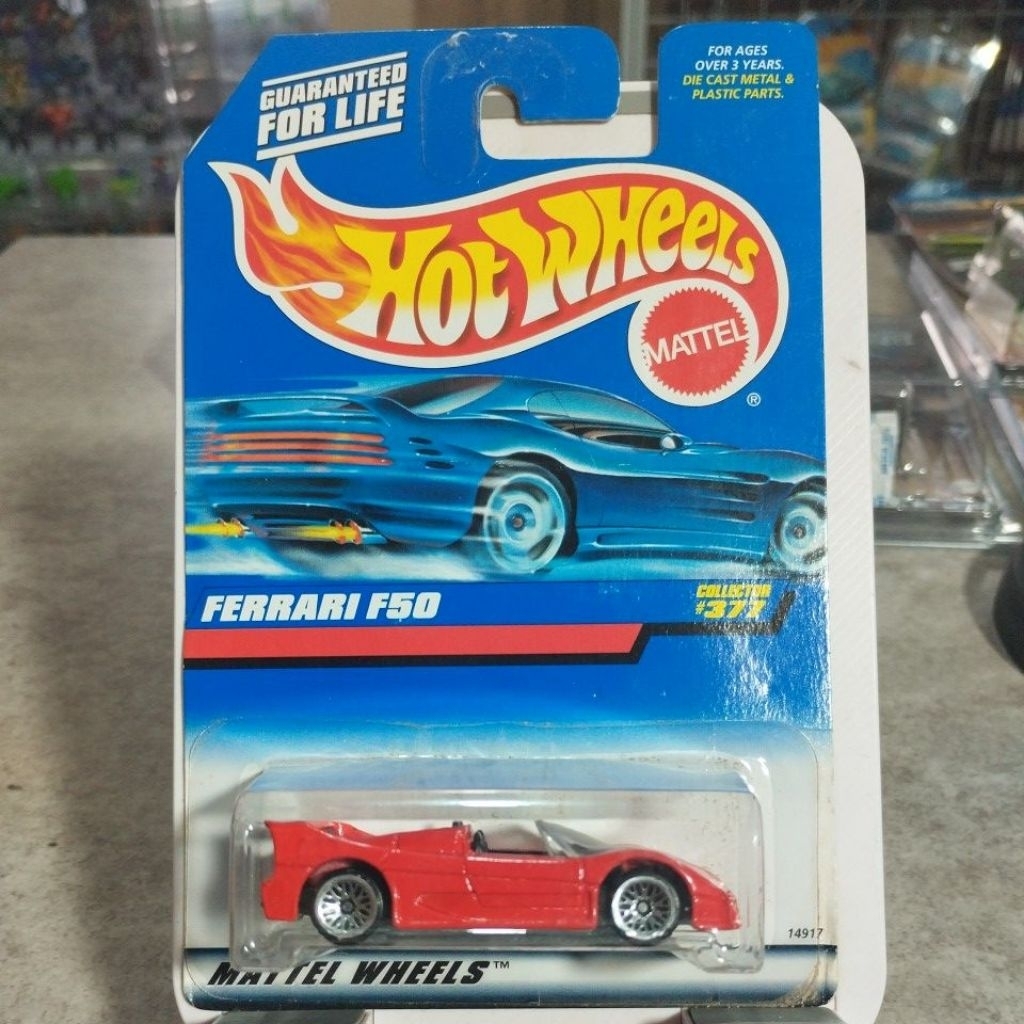 GUARANTEED
FOR LIFE
FOR AGES
OVER 3 YEARS.
DIE CAST METAL &
PLASTIC PARTS.
HOT WHEELS
MATTEL
®
FERRARI F50
COLLECTOR
#377
14917
MATTEL WHEELS™